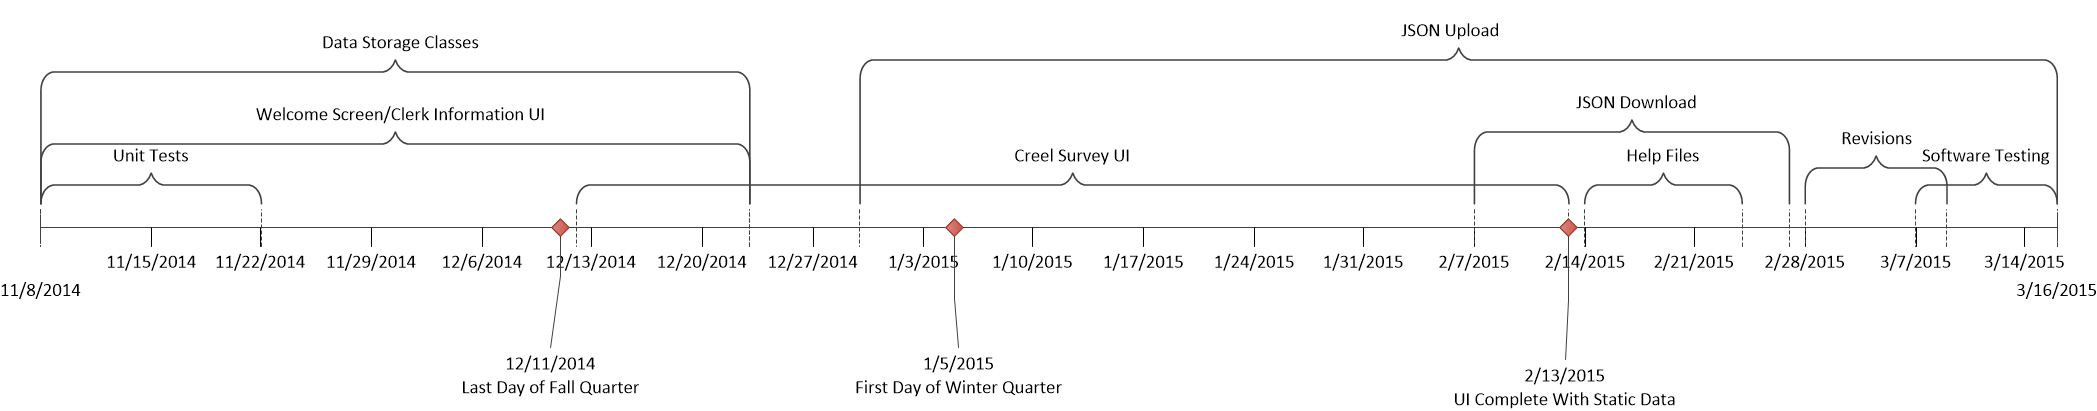 JSON Upload
Data Storage Classes
JSON Download
Welcome Screen/Clerk Information UI
Revisions
Unit Tests
Creel Survey UI
Help Files
Software Testing
11/15/2014
11/22/2014
11/29/2014
12/6/2014
12/13/2014
12/20/2014
12/27/2014
1/3/2015
1/10/2015
1/17/2015
1/24/2015
1/31/2015
2/7/2015
2/14/2015
2/21/2015
2/28/2015
3/7/2015
3/14/2015
11/8/2014
3/16/2015
12/11/2014
Last Day of Fall Quarter
1/5/2015
First Day of Winter Quarter
2/13/2015
UI Complete With Static Data